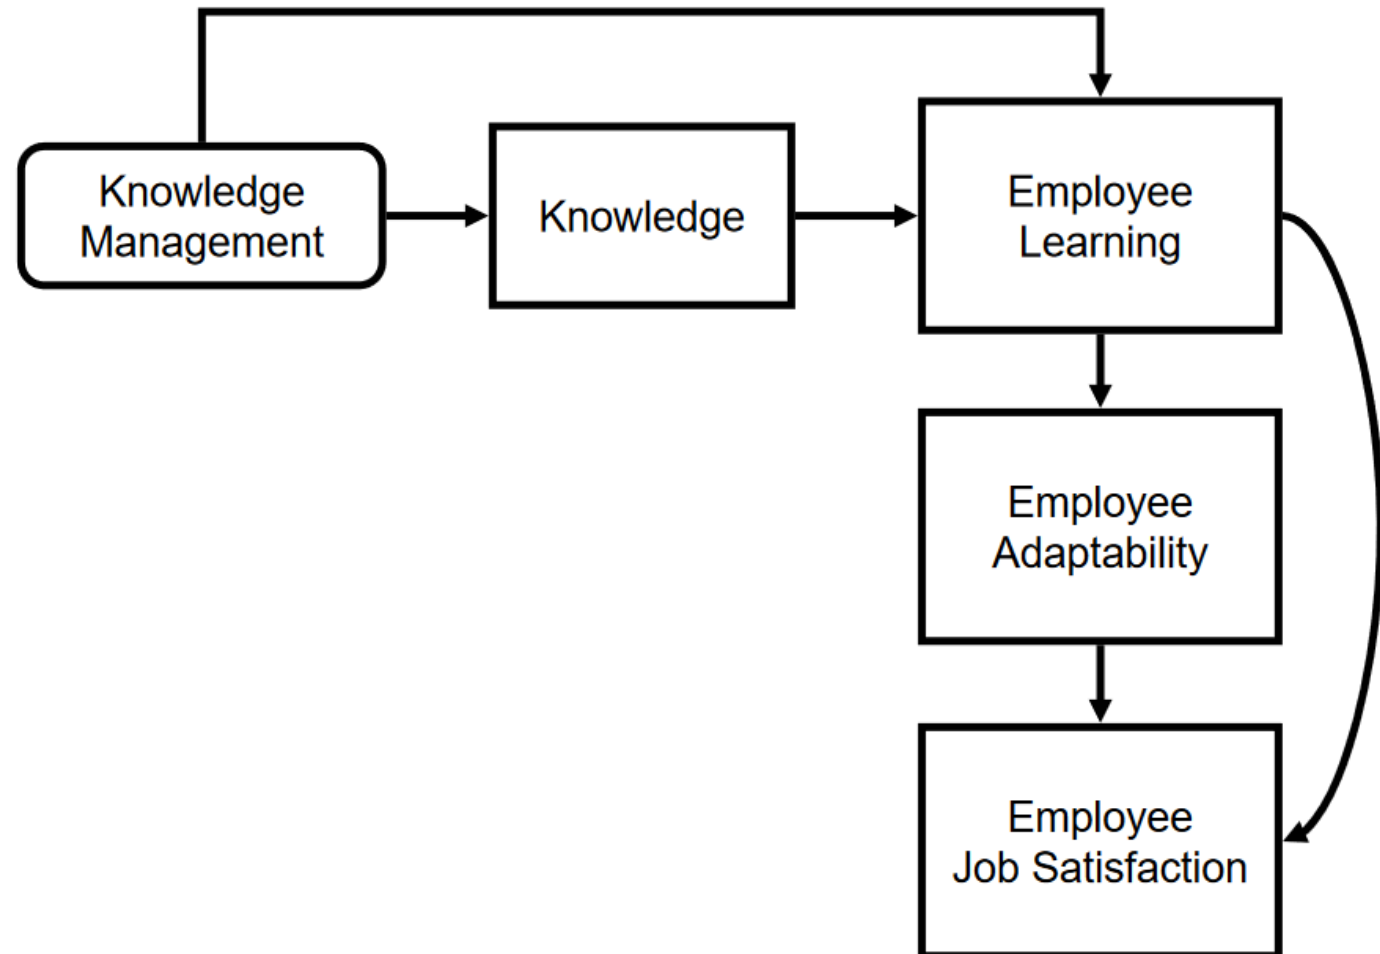 Knowledge
Management
Knowledge
Employee
Learning
Employee
Adaptability
Employee
Job Satisfaction